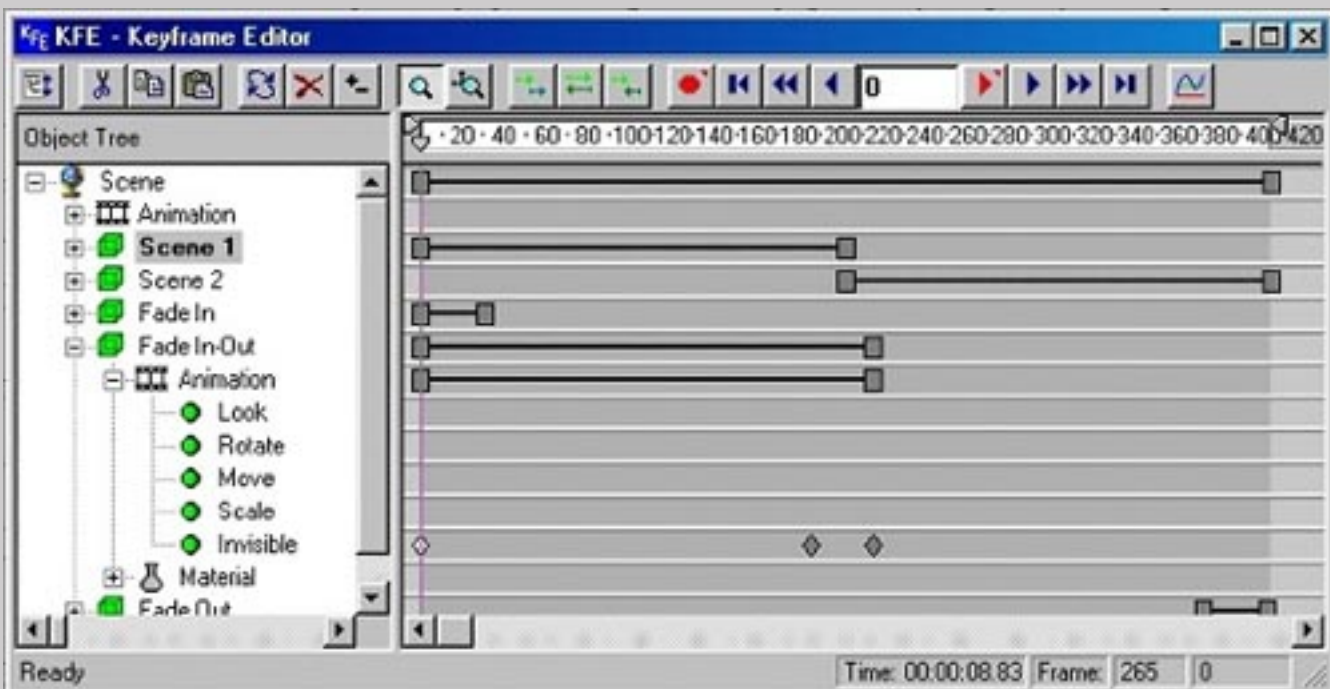 KFE KFE - Keyframe Editor
0
Object Tree
20 40 60 80 100 120 140 160 180 200 220 240 260 280 300 320 340 360 380 400 420
Scene
Animation
Scene 1
Scene 2
Fade In
Fade In-Out
Animation
Look
Rotate
Move
Scale
Invisible
Material
Fade Out
Ready
Time: 00:00:08.83 Frame: 265 0